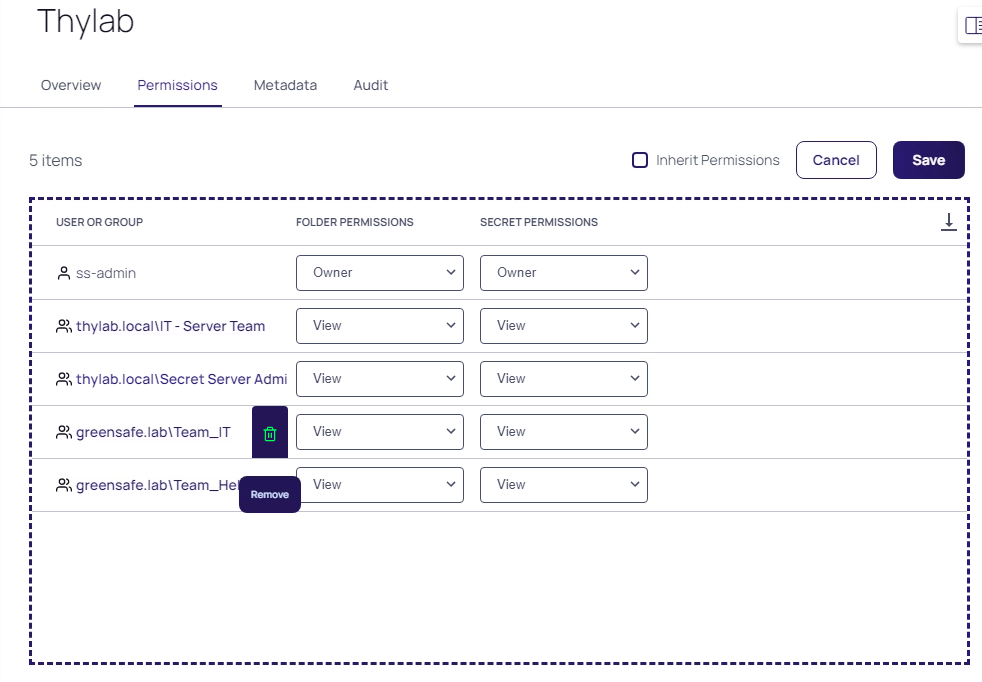 Thylab
Overview Permissions Metadata Audit
5 items Inherit Permissions Cancel Save
USER OR GROUP FOLDER PERMISSIONS SECRET PERMISSIONS
ss-admin Owner Owner
thylab.local\IT - Server Team View View
thylab.local\Secret Server Admi View View
greensafe.lab\Team_IT View View
greensafe.lab\Team_Hel View View
Remove